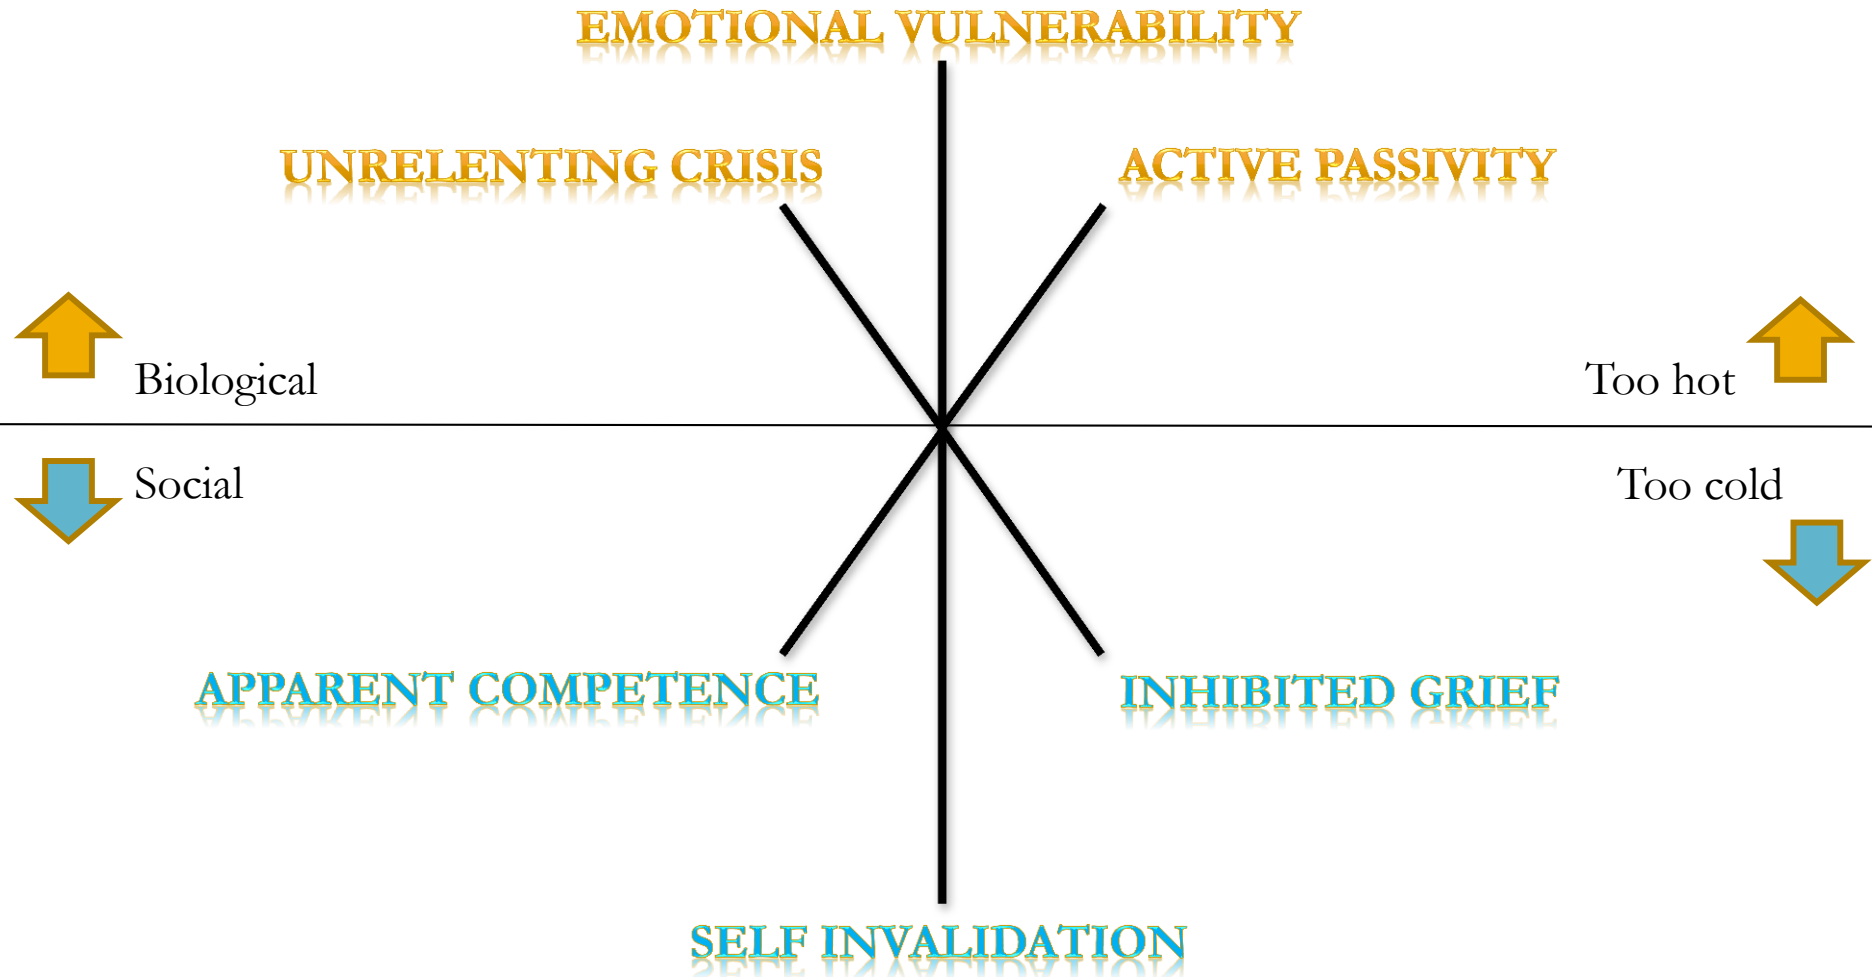 EMOTIONAL VULNERABILITY
UNRELENTING CRISIS
ACTIVE PASSIVITY
Biological
Too hot
Social
Too cold
APPARENT COMPETENCE
INHIBITED GRIEF
SELF INVALIDATION